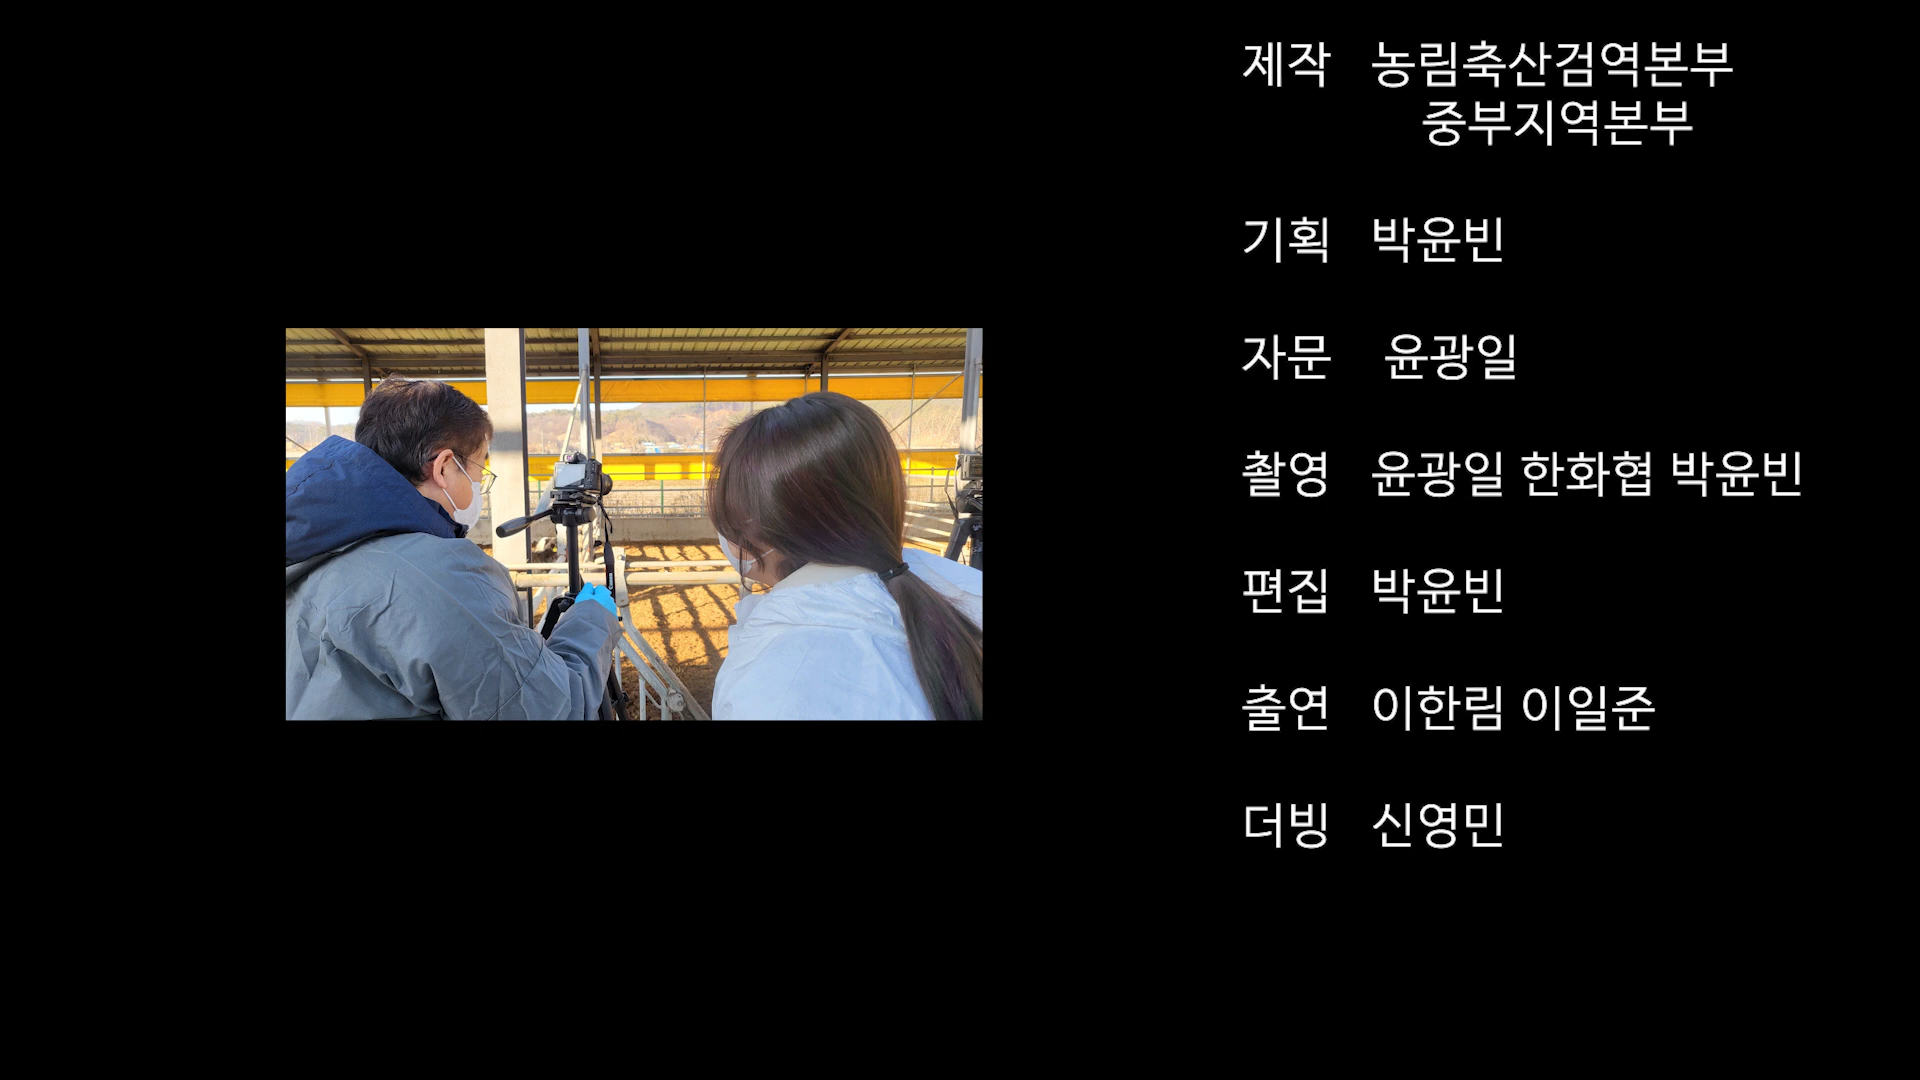 제작 농림축산검역본부
중부지역본부
기획 박윤빈
자문 윤광일
촬영 윤광일 한화협 박윤빈
편집 박윤빈
출연 이한림 이일준
더빙 신영민